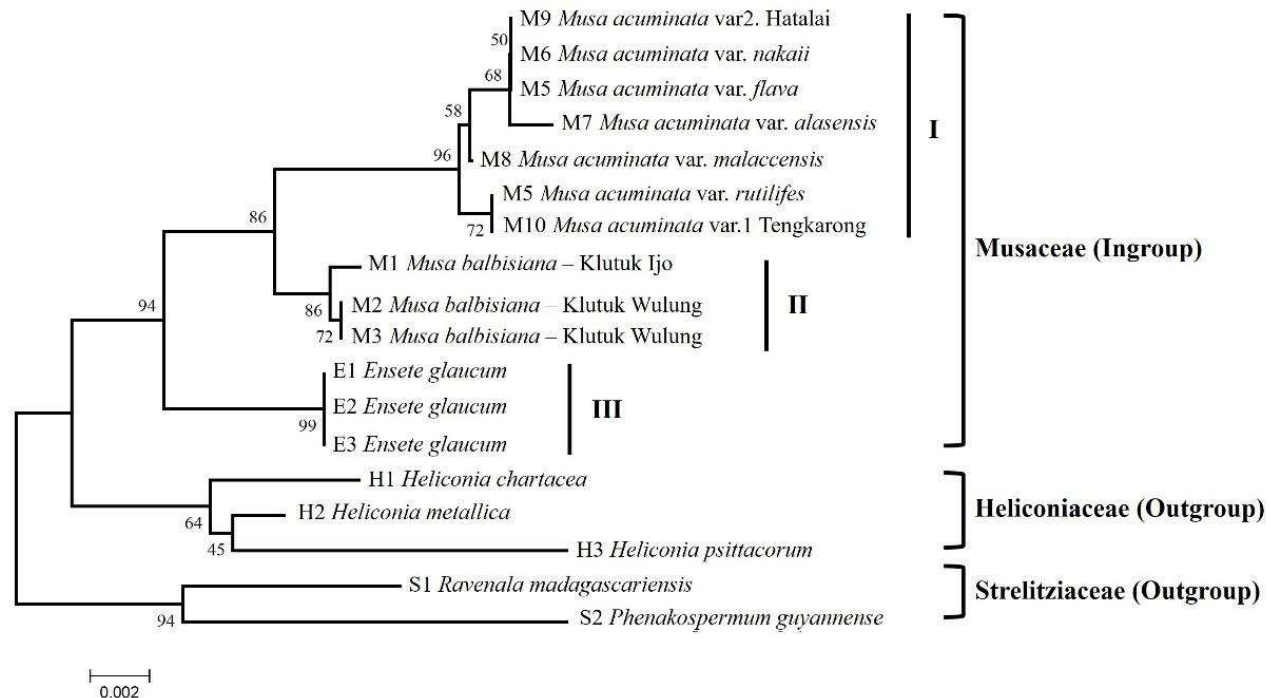 M9 Musa acuminata var2. Hatalai
50
M6 Musa acuminata var. nakaii
68
M5 Musa acuminata var. flava
58
M7 Musa acuminata var. alasensis
I
96
M8 Musa acuminata var. malaccensis
M5 Musa acuminata var. rutilifes
86
72
M10 Musa acuminata var.1 Tengkarong
Musaceae (Ingroup)
M1 Musa balbisiana – Klutuk Ijo
94
86
M2 Musa balbisiana – Klutuk Wulung
II
72
M3 Musa balbisiana – Klutuk Wulung
E1 Ensete glaucum
E2 Ensete glaucum
III
99
E3 Ensete glaucum
H1 Heliconia chartacea
64
H2 Heliconia metallica
Heliconiaceae (Outgroup)
45
H3 Heliconia psittacorum
S1 Ravenala madagascariensis
Strelitziaceae (Outgroup)
94
S2 Phenakospermum guyannense
0.002